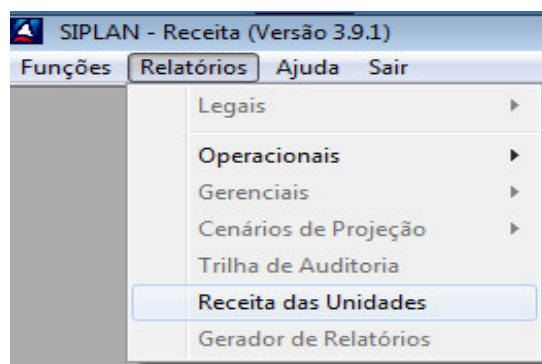 SIPLAN - Receita (Versão 3.9.1)
Funções Relatórios Ajuda Sair
Legais
Operacionais
Gerenciais
Cenários de Projeção
Trilha de Auditoria
Receita das Unidades
Gerador de Relatórios